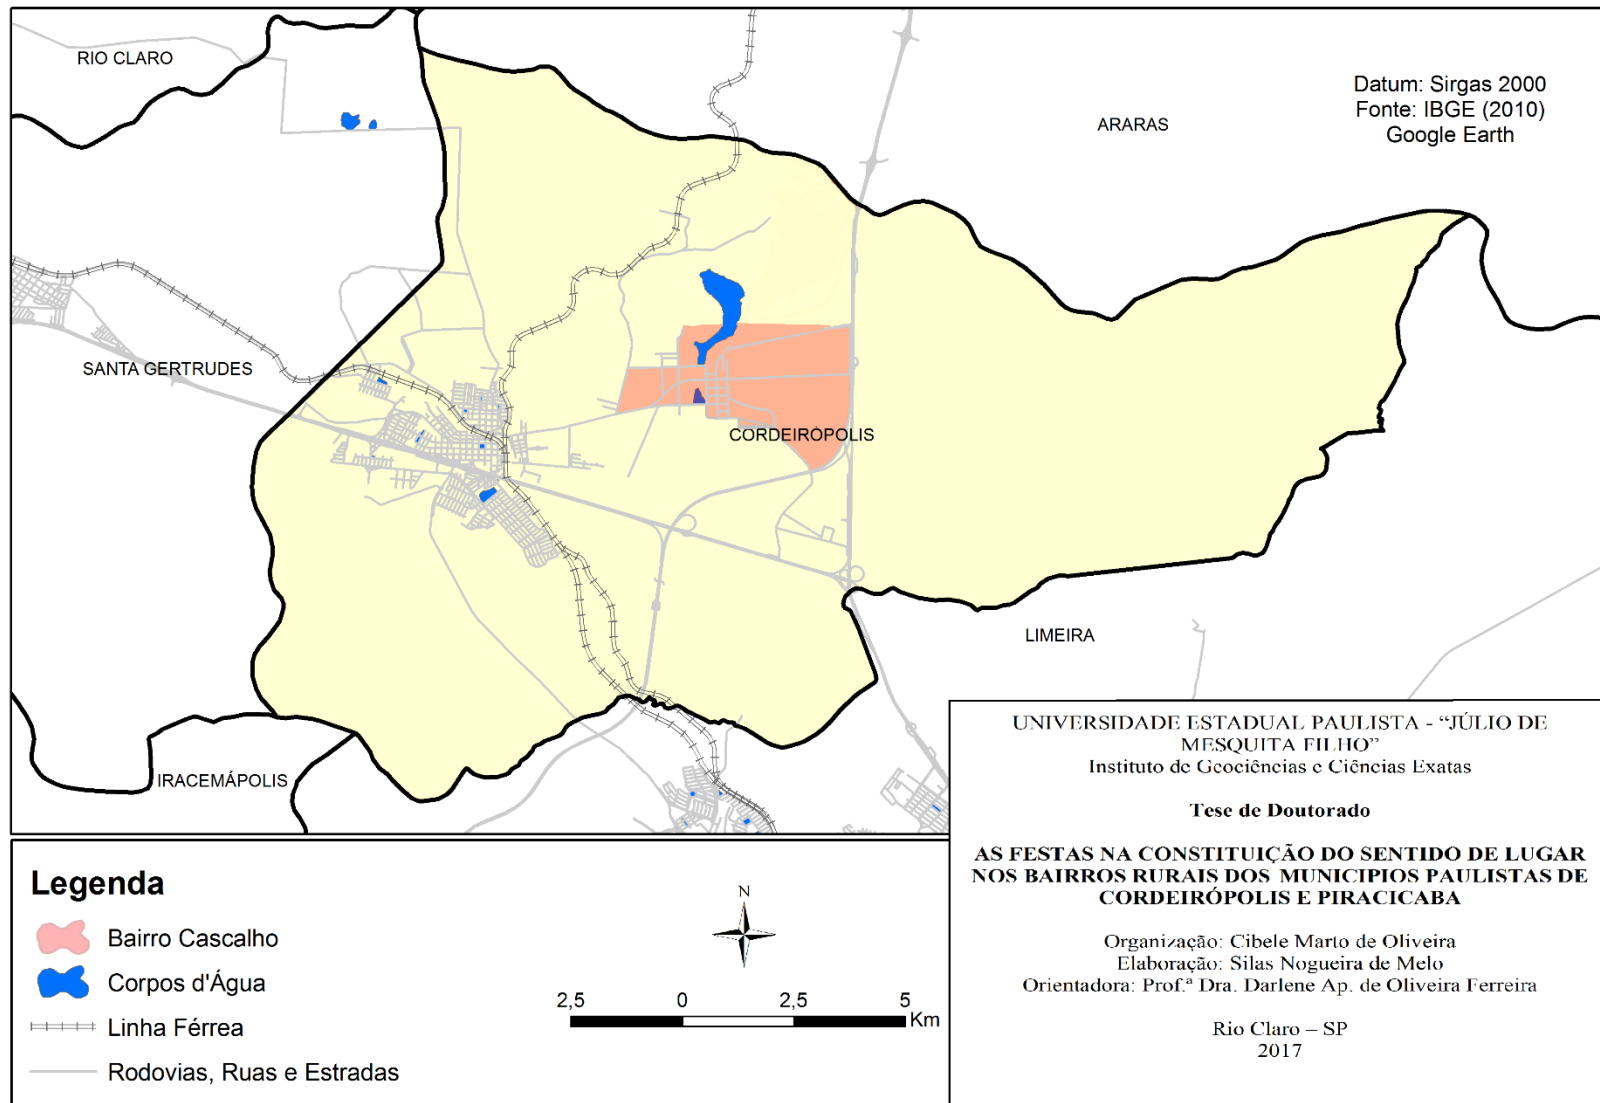 RIO CLARO
Datum: Sirgas 2000
Fonte: IBGE (2010)
Google Earth
ARARAS
SANTA GERTRUDES
CORDEIRÓPOLIS
LIMEIRA
IRACEMÁPOLIS
UNIVERSIDADE ESTADUAL PAULISTA - “JÚLIO DE
MESQUITA FILHO”
Instituto de Geociências e Ciências Exatas
Tese de Doutorado
AS FESTAS NA CONSTITUIÇÃO DO SENTIDO DE LUGAR
NOS BAIRROS RURAIS DOS MUNICIPIOS PAULISTAS DE
CORDEIRÓPOLIS E PIRACICABA
Organização: Cibele Marto de Oliveira
Elaboração: Silas Nogueira de Melo
Orientadora: Prof.ª Dra. Darlene Ap. de Oliveira Ferreira
Rio Claro – SP
2017
Legenda
Bairro Cascalho
Corpos d'Água
Linha Férrea
Rodovias, Ruas e Estradas
N
2,5 0 2,5 5
Km